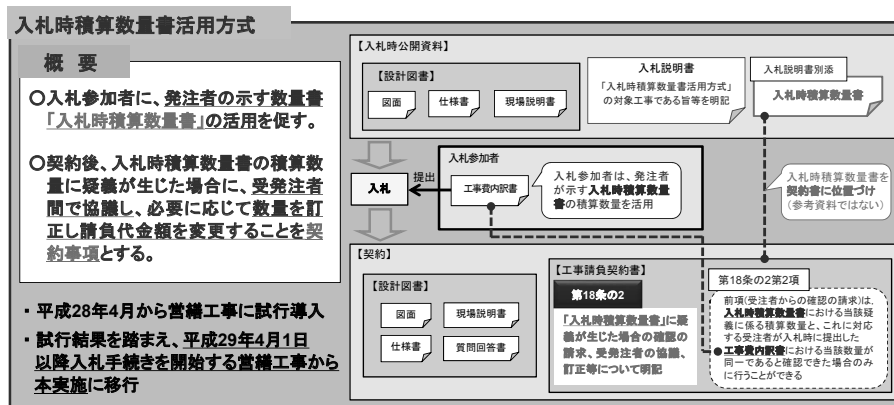 入札時積算数量書活用方式
概 要
○入札参加者に、発注者の示す数量書
「入札時積算数量書」の活用を促す。
○契約後、入札時積算数量書の積算数
量に疑義が生じた場合に、受発注者
間で協議し、必要に応じて数量を訂
正し請負代金額を変更することを契
約事項とする。
・平成28年4月から営繕工事に試行導入
・試行結果を踏まえ、平成29年4月1日
以降入札手続きを開始する営繕工事から
本実施に移行
【入札時公開資料】
【設計図書】
図面
仕様書
現場説明書
入札説明書
「入札時積算数量書活用方式」
の対象工事である旨等を明記
入札説明書別添
入札時積算数量書
入札
提出
入札参加者
工事費内訳書
入札参加者は、発注者
が示す入札時積算数量
書の積算数量を活用
入札時積算数量書を
契約書に位置づけ
(参考資料ではない)
【契約】
【設計図書】
図面
現場説明書
仕様書
質問回答書
【工事請負契約書】
第18条の2
「入札時積算数量書」に疑
義が生じた場合の確認の
請求、受発注者の協議、
訂正等について明記
第18条の2第2項
前項(受注者からの確認の請求)は、
入札時積算数量書における当該疑
義に係る積算数量と、これに対応
する受注者が入札時に提出した
工事費内訳書における当該数量が
同一であると確認できた場合のみ
に行うことができる